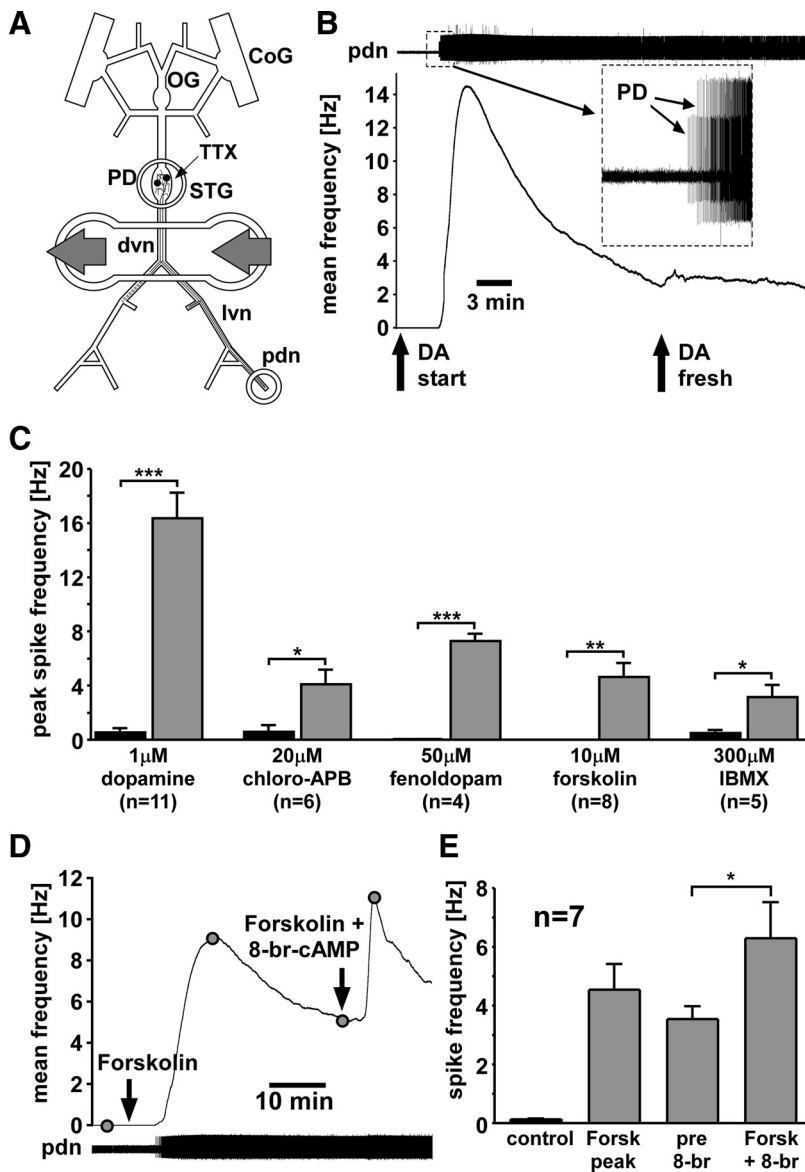 A
CoG
OG
TTX
PD
STG
dvn
lvn
pdn
B
pdn
mean frequency [Hz]
14
12
10
8
6
4
2
0
PD
3 min
DA
start
DA
fresh
C
peak spike frequency [Hz]
20
16
12
8
4
0
***
*
***
**
*
1µM
dopamine
(n=11)
20µM
chloro-APB
(n=6)
50µM
fenoldopam
(n=4)
10µM
forskolin
(n=8)
300µM
IBMX
(n=5)
D
mean frequency [Hz]
12
10
8
6
4
2
0
Forskolin
Forskolin +
8-br-cAMP
10 min
pdn
E
spike frequency [Hz]
8
6
4
2
0
n=7
*
control
Forsk
peak
pre
8-br
Forsk
+ 8-br